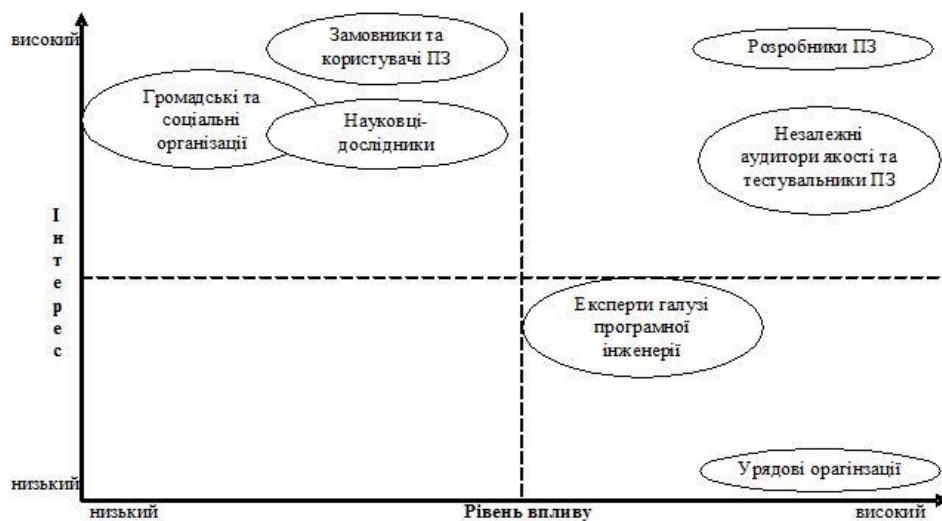 високий
Замовники та
користувачі ПЗ
Розробники ПЗ
Громадські та
соціальні
організації
Науковці-
дослідники
Незалежні
аудитори якості та
тестувальники ПЗ
І
н
т
е
р
е
с
Експерти галузі
програмної
інженерії
Урядові орагінзації
низький
низький
Рівень впливу
високий